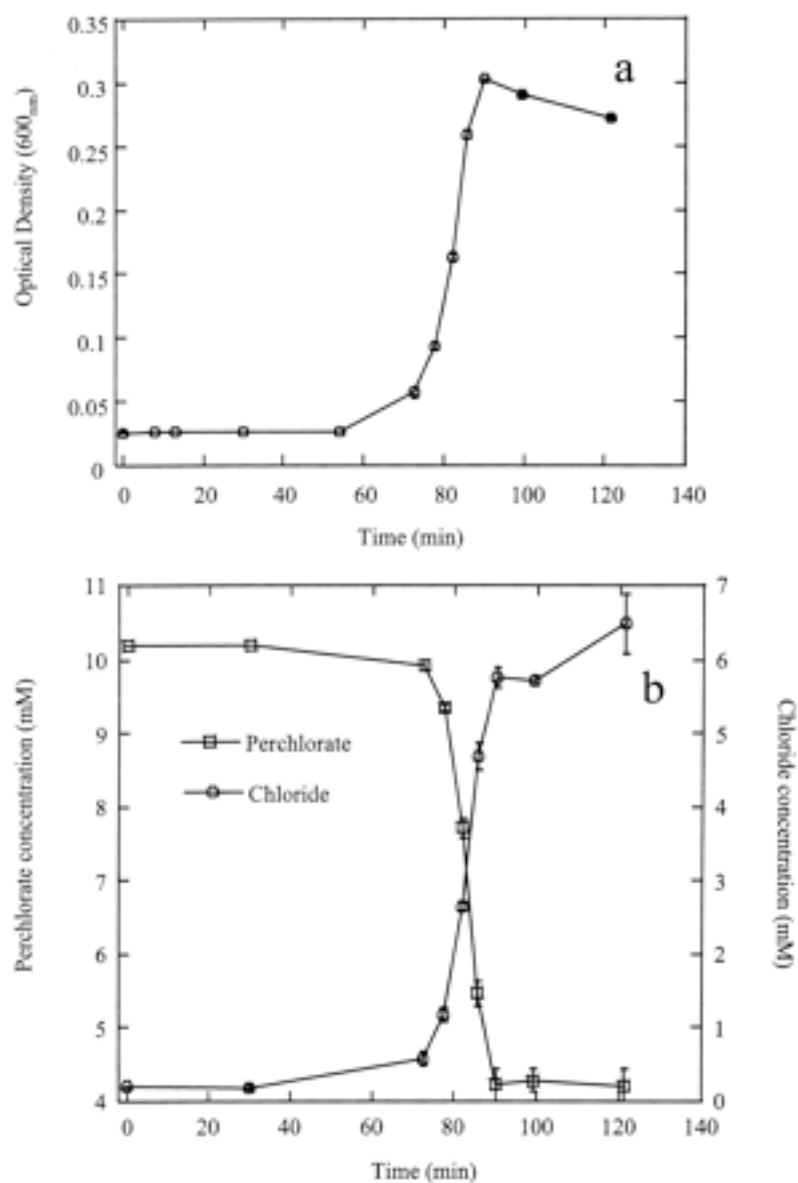 a
0.35
0.3
0.25
0.2
0.15
0.1
0.05
0
Optical Density (600nm)
0 20 40 60 80 100 120 140
Time (min)
b
11
10
9
8
7
6
5
4
Perchlorate concentration (mM)
Perchlorate
Chloride
7
6
5
4
3
2
1
0
Chloride concentration (mM)
0 20 40 60 80 100 120 140
Time (min)